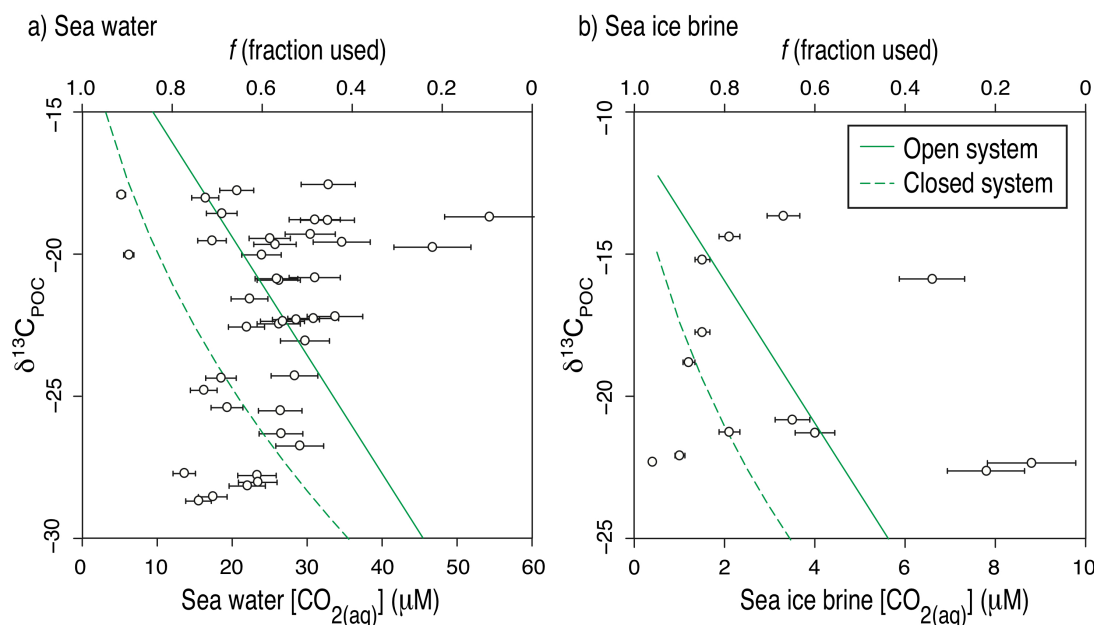 a) Sea water
f (fraction used)
1.0 0.8 0.6 0.4 0.2 0
−15
−20
−25
−30
δ¹³C_POC
0 10 20 30 40 50 60
Sea water [CO₂₍aq₎] (μM)
b) Sea ice brine
f (fraction used)
1.0 0.8 0.6 0.4 0.2 0
Open system
Closed system
−10
−15
−20
−25
δ¹³C_POC
0 2 4 6 8 10
Sea ice brine [CO₂₍aq₎] (μM)